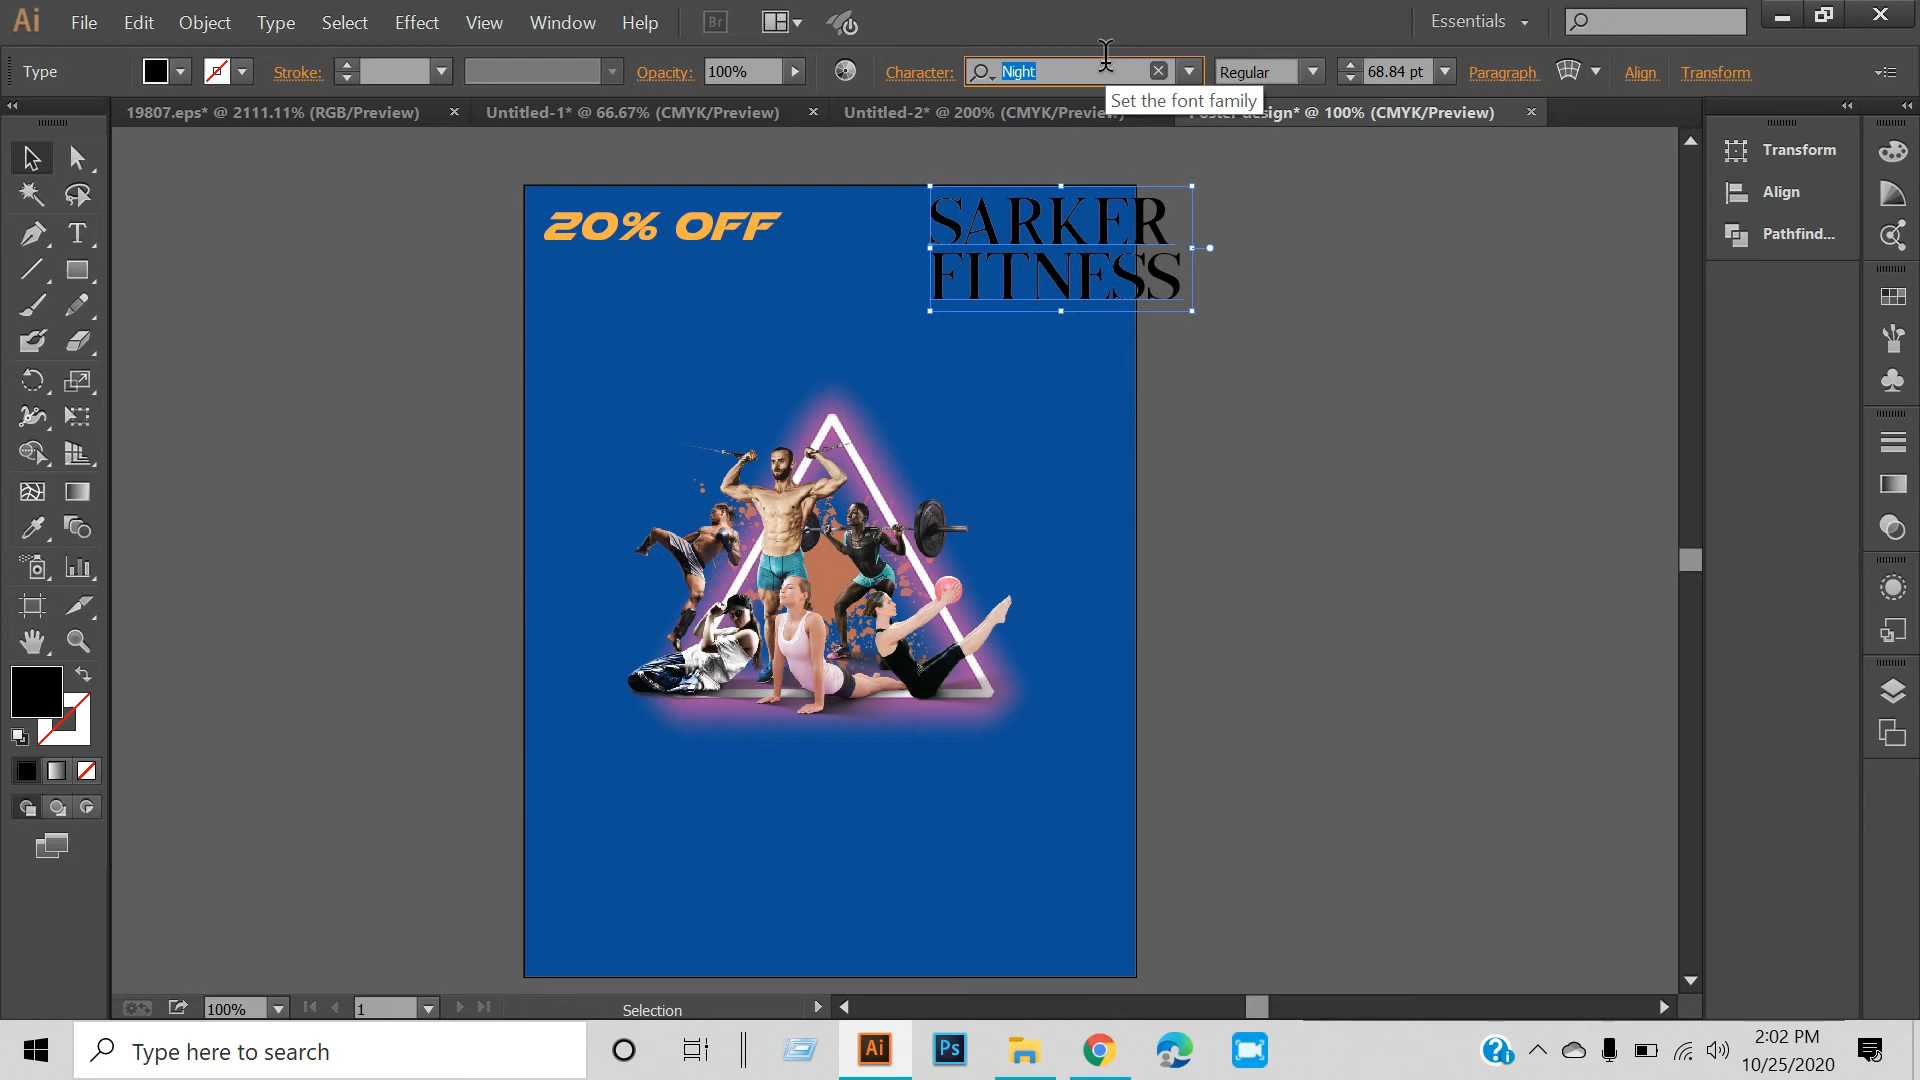 Ai File Edit Object Type Select Effect View Window Help Br Essentials
Type Stroke: Opacity: 100% Character: Night Regular 68.84 pt Paragraph Align Transform
Set the font family
19807.eps* @ 2111.11% (RGB/Preview) Untitled-1* @ 66.67% (CMYK/Preview) Untitled-2* @ 200% (CMYK/Preview) design* @ 100% (CMYK/Preview)
Transform
Align
Pathfind...
20% OFF
SARKER
FITNESS
T
100% 1 Selection
Type here to search Ai Ps 2:02 PM
10/25/2020